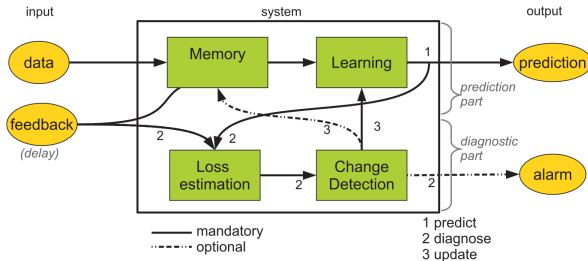 input
system
output
data
Memory
Learning
1
prediction
prediction
part
feedback
(delay)
2
2
3
3
diagnostic
part
Loss
estimation
2
Change
Detection
2
alarm
mandatory
optional
1 predict
2 diagnose
3 update